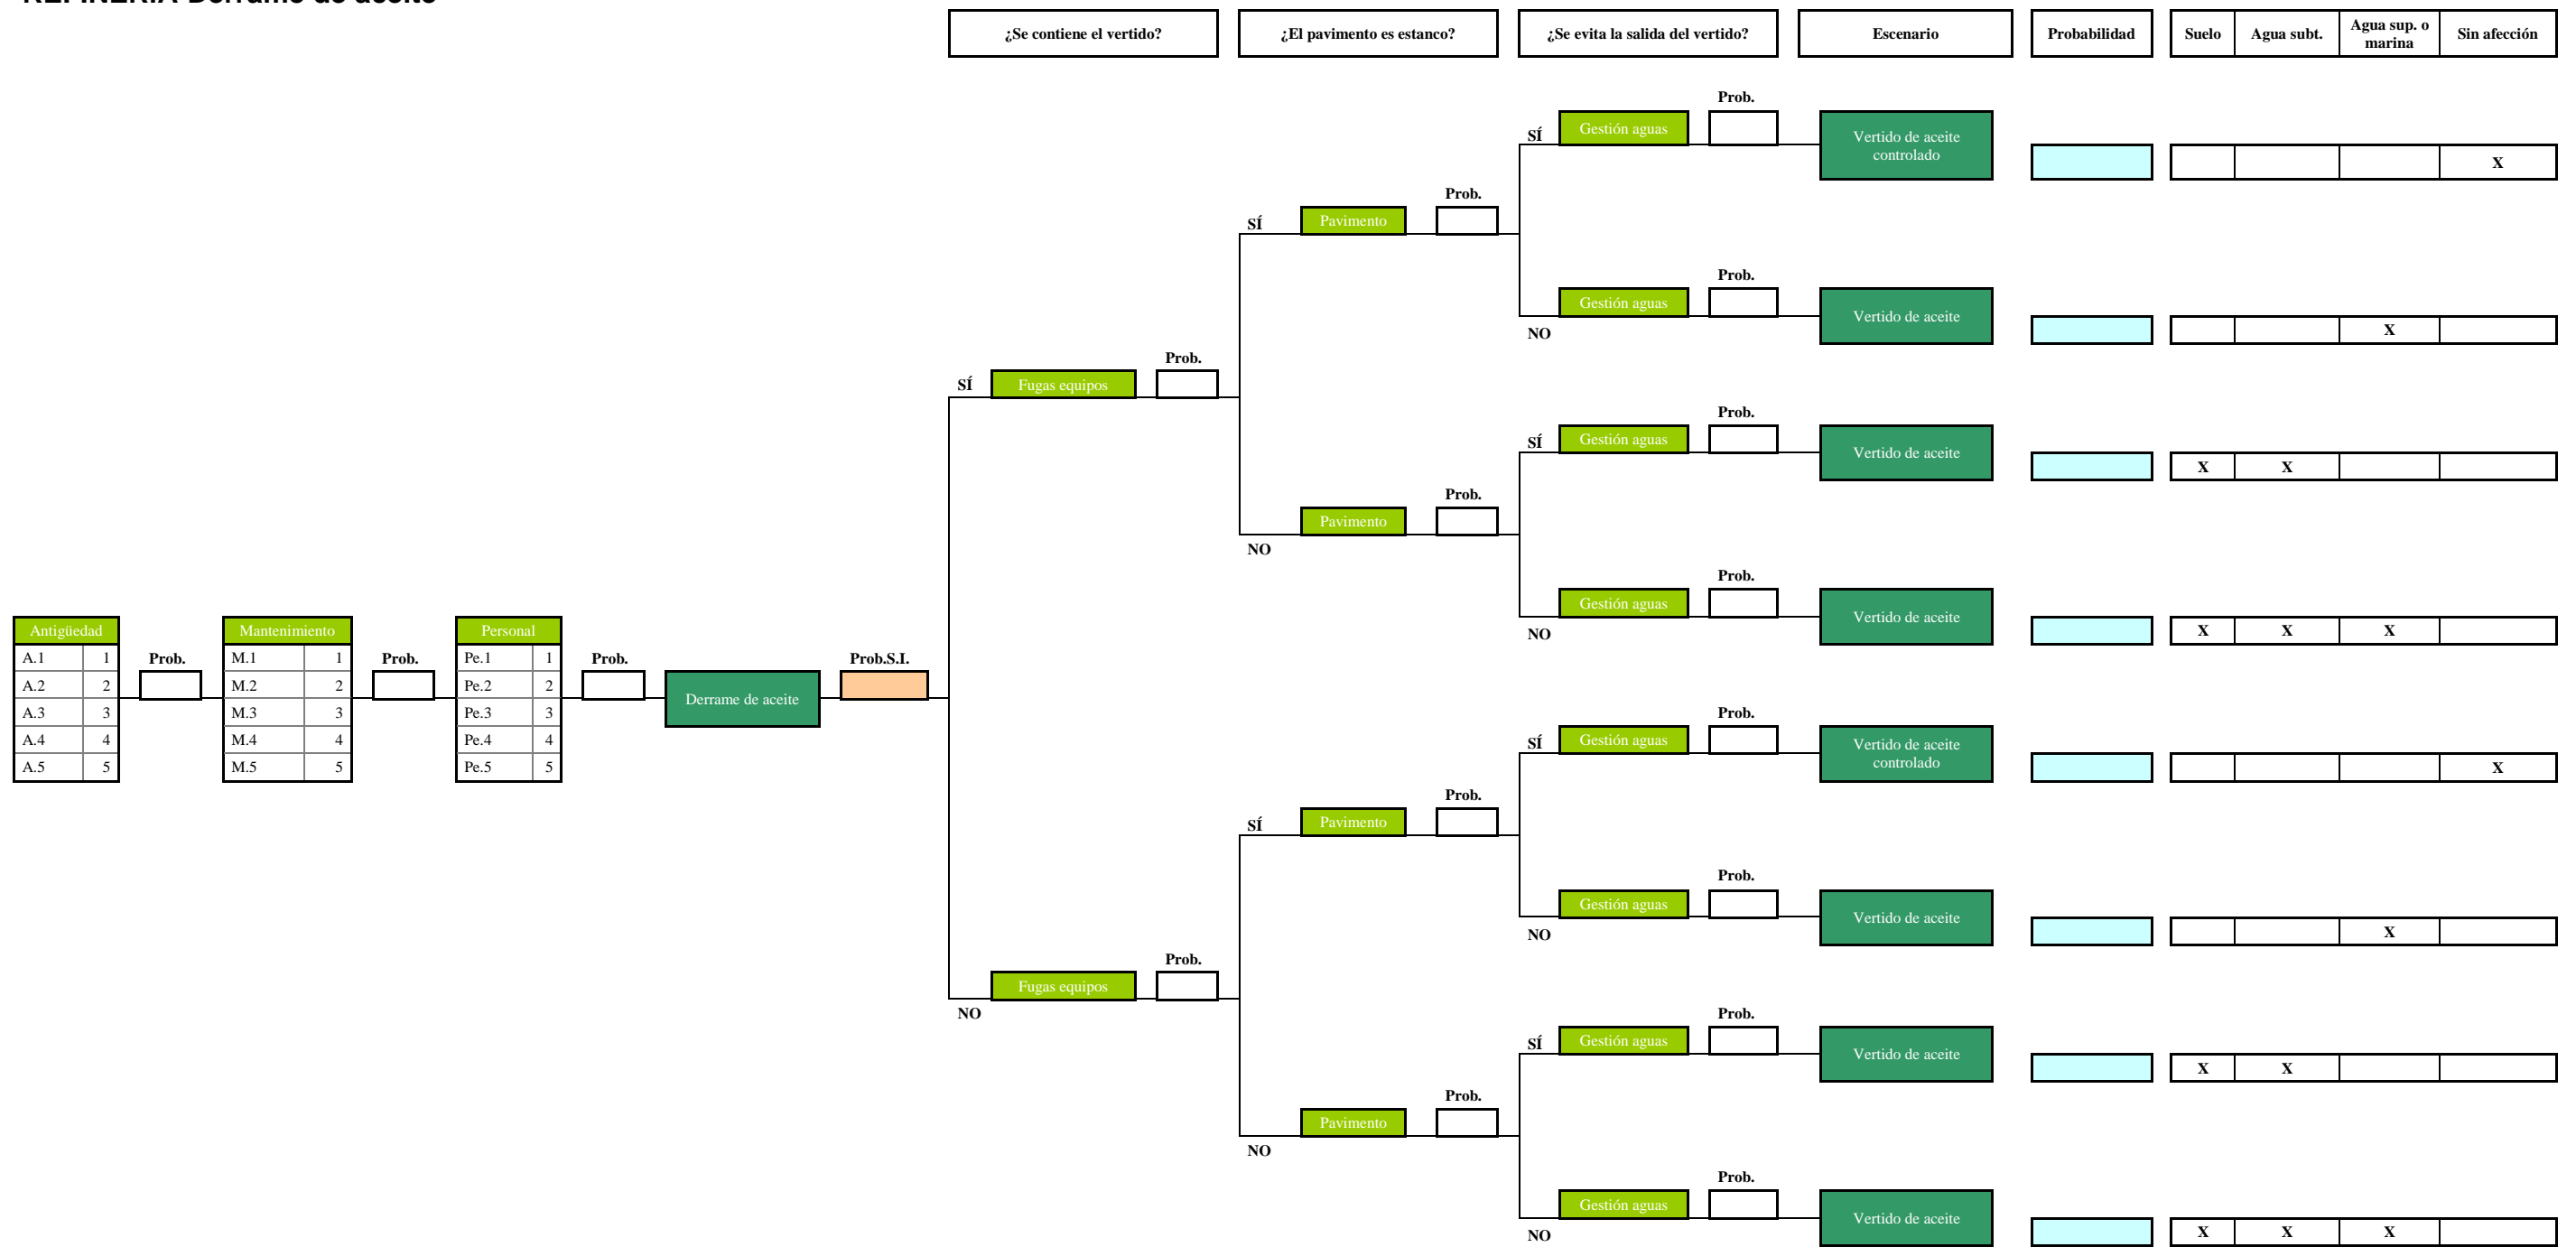 REFINERÍA Derrame de aceite
¿Se contiene el vertido?
¿El pavimento es estanco?
¿Se evita la salida del vertido?
Escenario
Probabilidad
Suelo
Agua subt.
Agua sup. o
marina
Sin afección
Prob.
SÍ
Gestión aguas
Vertido de aceite
controlado
X
Prob.
SÍ
Pavimento
Prob.
Gestión aguas
NO
Vertido de aceite
X
Prob.
SÍ
Fugas equipos
Prob.
SÍ
Gestión aguas
Vertido de aceite
X
X
Prob.
Pavimento
NO
Prob.
Gestión aguas
NO
Vertido de aceite
X
X
X
Antigüedad
A.1 1
A.2 2
A.3 3
A.4 4
A.5 5
Prob.
Mantenimiento
M.1 1
M.2 2
M.3 3
M.4 4
M.5 5
Prob.
Personal
Pe.1 1
Pe.2 2
Pe.3 3
Pe.4 4
Pe.5 5
Prob.
Derrame de aceite
Prob.S.I.
Prob.
SÍ
Gestión aguas
Vertido de aceite
controlado
X
Prob.
SÍ
Pavimento
Prob.
Gestión aguas
NO
Vertido de aceite
X
Prob.
Fugas equipos
NO
Prob.
SÍ
Gestión aguas
Vertido de aceite
X
X
Prob.
Pavimento
NO
Prob.
Gestión aguas
NO
Vertido de aceite
X
X
X